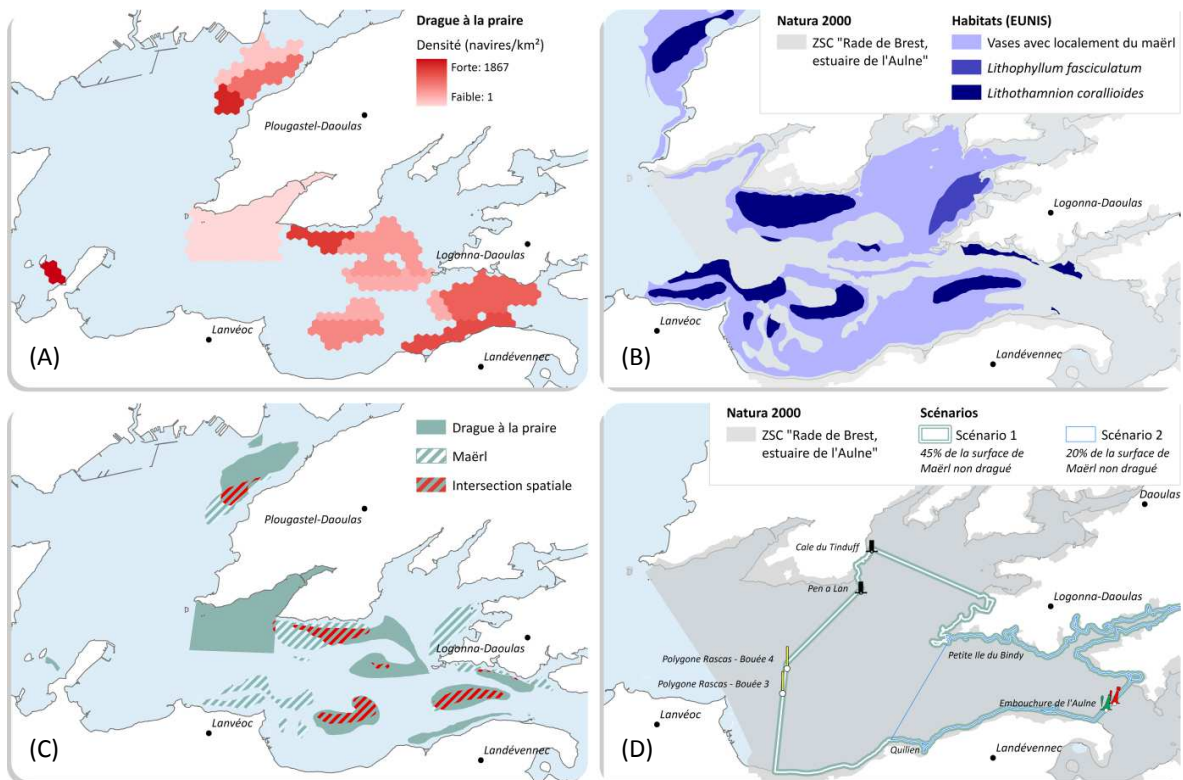 Drague à la praire
Densité (navires/km²)
Forte: 1867
Faible: 1
Plougastel-Daoulas
Logonna-Daoulas
Lanvéoc
Landévennec
(A)
Natura 2000
ZSC "Rade de Brest,
estuaire de l'Aulne"
Habitats (EUNIS)
Vases avec localement du maërl
Lithophyllum fasciculatum
Lithothamnion corallioides
Logonna-Daoulas
Lanvéoc
Landévennec
(B)
Drague à la praire
Maërl
Intersection spatiale
Plougastel-Daoulas
Logonna-Daoulas
Lanvéoc
Landévennec
(C)
Natura 2000
ZSC "Rade de Brest,
estuaire de l'Aulne"
Scénarios
Scénario 1
45% de la surface de
Maërl non dragué
Scénario 2
20% de la surface de
Maërl non dragué
Daoulas
Cale du Tinduff
Pen a Lan
Logonna-Daoulas
Petite Ile du Bindy
Polygone Rascas - Bouée 4
Polygone Rascas - Bouée 3
Embouchure de l'Aulne
Lanvéoc
Quilien
Landévennec
(D)